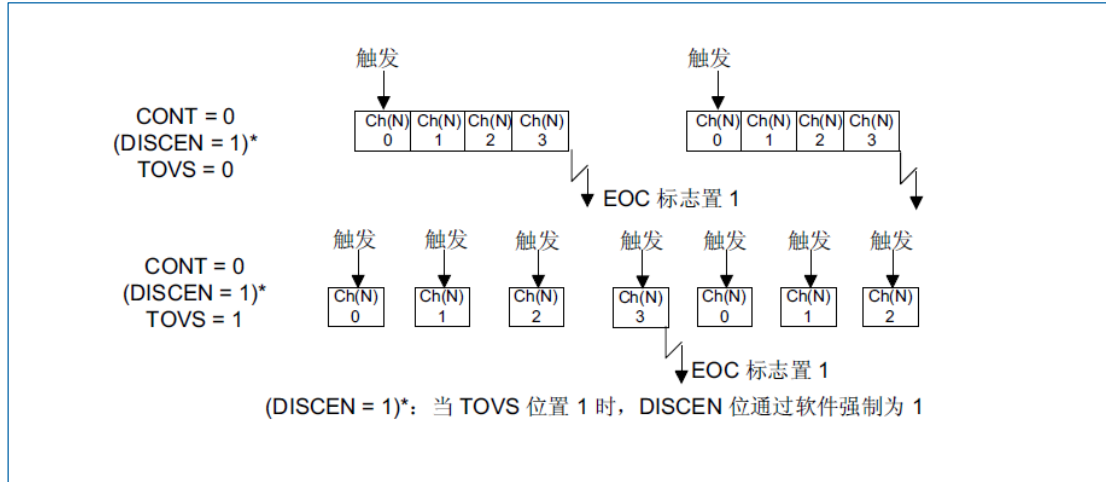 触发 触发
CONT = 0
(DISCEN = 1)*
TOVS = 0
Ch(N) Ch(N) Ch(N) Ch(N) Ch(N) Ch(N) Ch(N) Ch(N)
0 1 2 3 0 1 2 3
EOC 标志置 1
触发 触发 触发 触发 触发 触发 触发
CONT = 0
(DISCEN = 1)*
TOVS = 1
Ch(N) Ch(N) Ch(N) Ch(N) Ch(N) Ch(N) Ch(N)
0 1 2 3 0 1 2
EOC 标志置 1
(DISCEN = 1)*: 当 TOVS 位置 1 时,DISCEN 位通过软件强制为 1